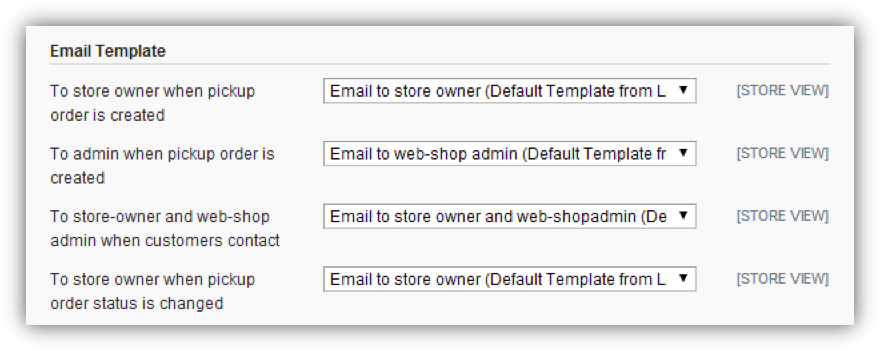 Email Template
To store owner when pickup
order is created
Email to store owner (Default Template from L
[STORE VIEW]
To admin when pickup order is
created
Email to web-shop admin (Default Template fr
[STORE VIEW]
To store-owner and web-shop
admin when customers contact
Email to store owner and web-shopadmin (De
[STORE VIEW]
To store owner when pickup
order status is changed
Email to store owner (Default Template from L
[STORE VIEW]